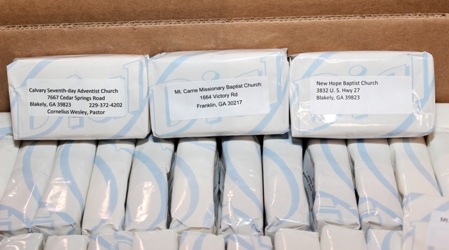 Calvary Seventh-day Adventist Church
7667 Cedar Springs Road
Blakely, GA 39823 229-372-4202
Cornelius Wesley, Pastor
Mt. Carrie Missionary Baptist Church
1664 Victory Rd
Franklin, GA 30217
New Hope Baptist Church
3832 U. S. Hwy 27
Blakely, GA 39823
Mt